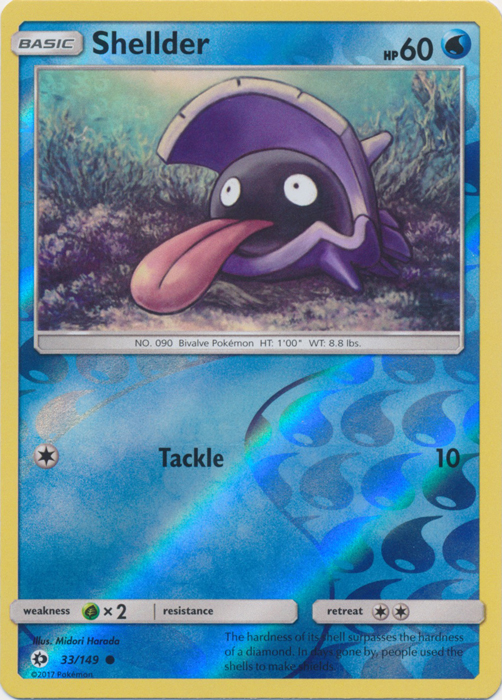 BASIC Shellder HP 60
NO. 090 Bivalve Pokémon HT: 1'00" WT: 8.8 lbs.
Tackle 10
weakness ×2 resistance retreat
Illus. Midori Harada
33/149
©2017 Pokémon
The hardness of its shell surpasses the hardness
of a diamond. In days gone by, people used the
shells to make shields.